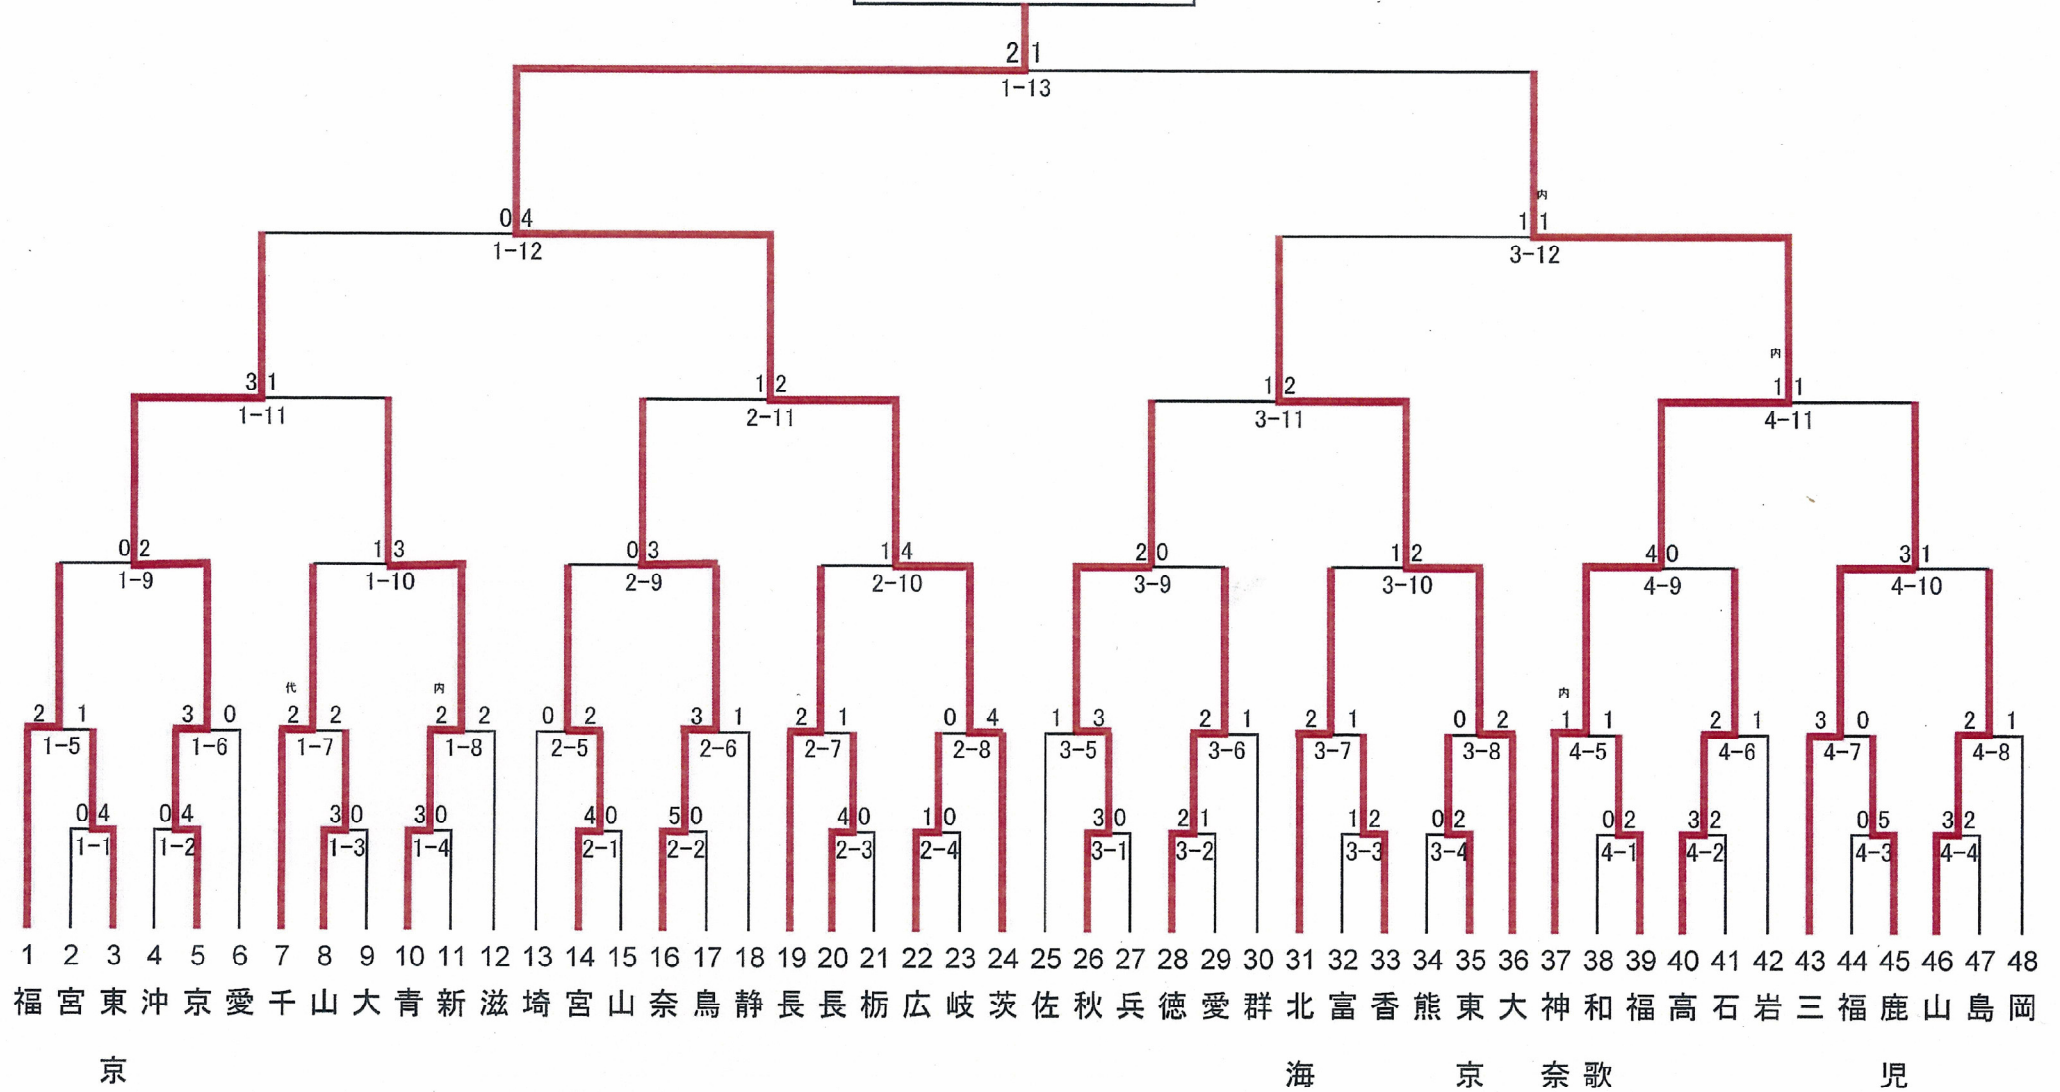 2 1
1-13
内
0 4 1 1
1-12 3-12
内
3 1 1 2 1 2 1 1
1-11 2-11 3-11 4-11
0 2 1 3 0 3 1 4 2 0 1 2 4 0 3 1
1-9 1-10 2-9 2-10 3-9 3-10 4-9 4-10
代 内 内
2 1 3 0 2 2 2 2 0 2 3 1 2 1 0 4 1 3 2 1 2 1 0 2 1 1 2 1 3 0 2 1
1-5 1-6 1-7 1-8 2-5 2-6 2-7 2-8 3-5 3-6 3-7 3-8 4-5 4-6 4-7 4-8
0 4 0 4 3 0 3 0 4 0 5 0 4 0 1 0 3 0 2 1 1 2 0 2 0 2 3 2 0 5 3 2
1-1 1-2 1-3 1-4 2-1 2-2 2-3 2-4 3-1 3-2 3-3 3-4 4-1 4-2 4-3 4-4
1 2 3 4 5 6 7 8 9 10 11 12 13 14 15 16 17 18 19 20 21 22 23 24 25 26 27 28 29 30 31 32 33 34 35 36 37 38 39 40 41 42 43 44 45 46 47 48
福 宮 東 沖 京 愛 千 山 大 青 新 滋 埼 宮 山 奈 鳥 静 長 長 栃 広 岐 茨 佐 秋 兵 徳 愛 群 北 富 香 熊 東 大 神 和 福 高 石 岩 三 福 鹿 山 島 岡
京 海 京 奈 歌 児